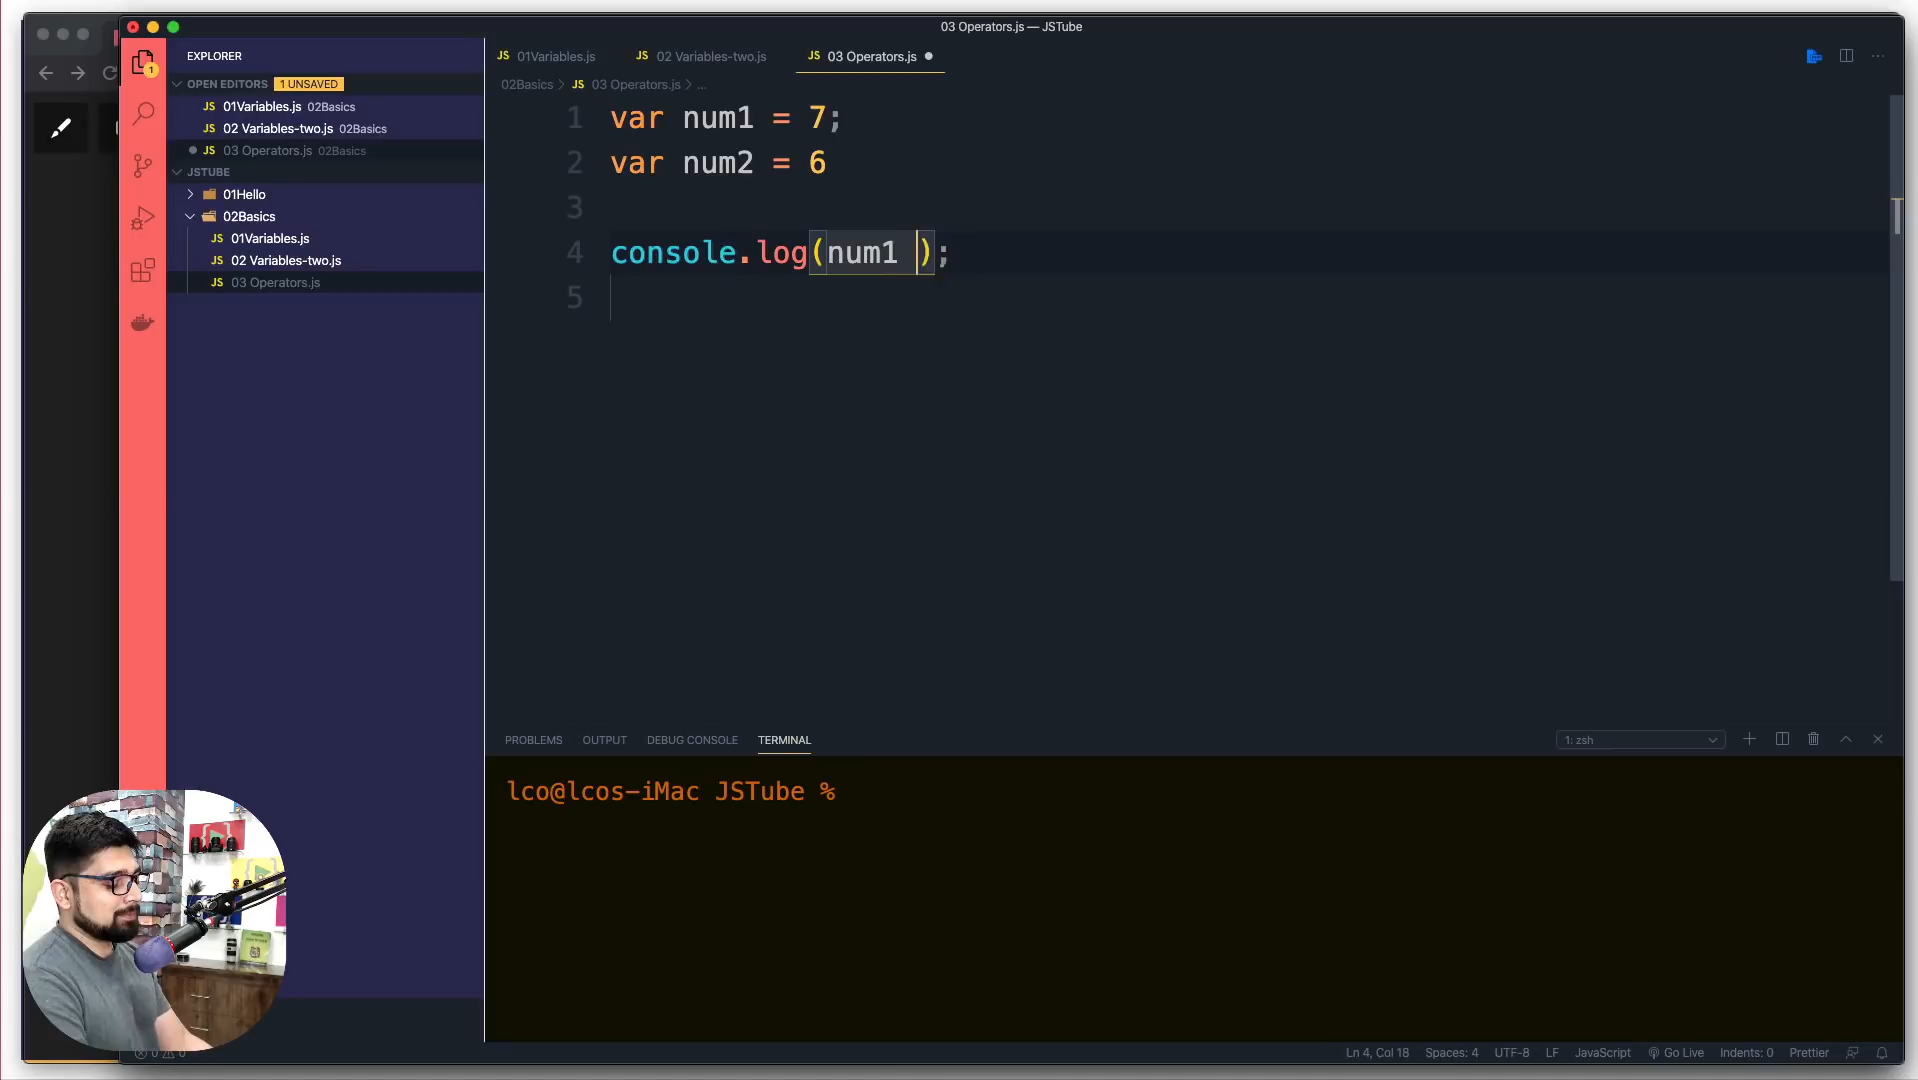 03 Operators.js — JSTube
EXPLORER
OPEN EDITORS 1 UNSAVED
JS 01Variables.js 02Basics
JS 02 Variables-two.js 02Basics
JS 03 Operators.js 02Basics
JSTUBE
01Hello
02Basics
JS 01Variables.js
JS 02 Variables-two.js
JS 03 Operators.js
1
JS 01Variables.js
JS 02 Variables-two.js
JS 03 Operators.js
02Basics > JS 03 Operators.js > ...
1 var num1 = 7;
2 var num2 = 6
3
4 console.log(num1 );
5
PROBLEMS OUTPUT DEBUG CONSOLE TERMINAL 1: zsh
lco@lcos-iMac JSTube %
0 0 Ln 4, Col 18 Spaces: 4 UTF-8 LF JavaScript Go Live Indents: 0 Prettier